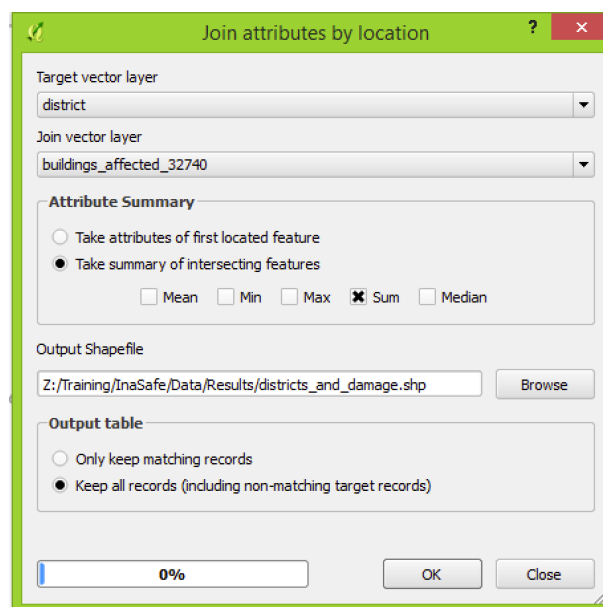 Join attributes by location
?
×
Target vector layer
district
Join vector layer
buildings_affected_32740
Attribute Summary
Take attributes of first located feature
Take summary of intersecting features
Mean Min Max Sum Median
Output Shapefile
Z:/Training/InaSafe/Data/Results/districts_and_damage.shp Browse
Output table
Only keep matching records
Keep all records (including non-matching target records)
0% OK Close